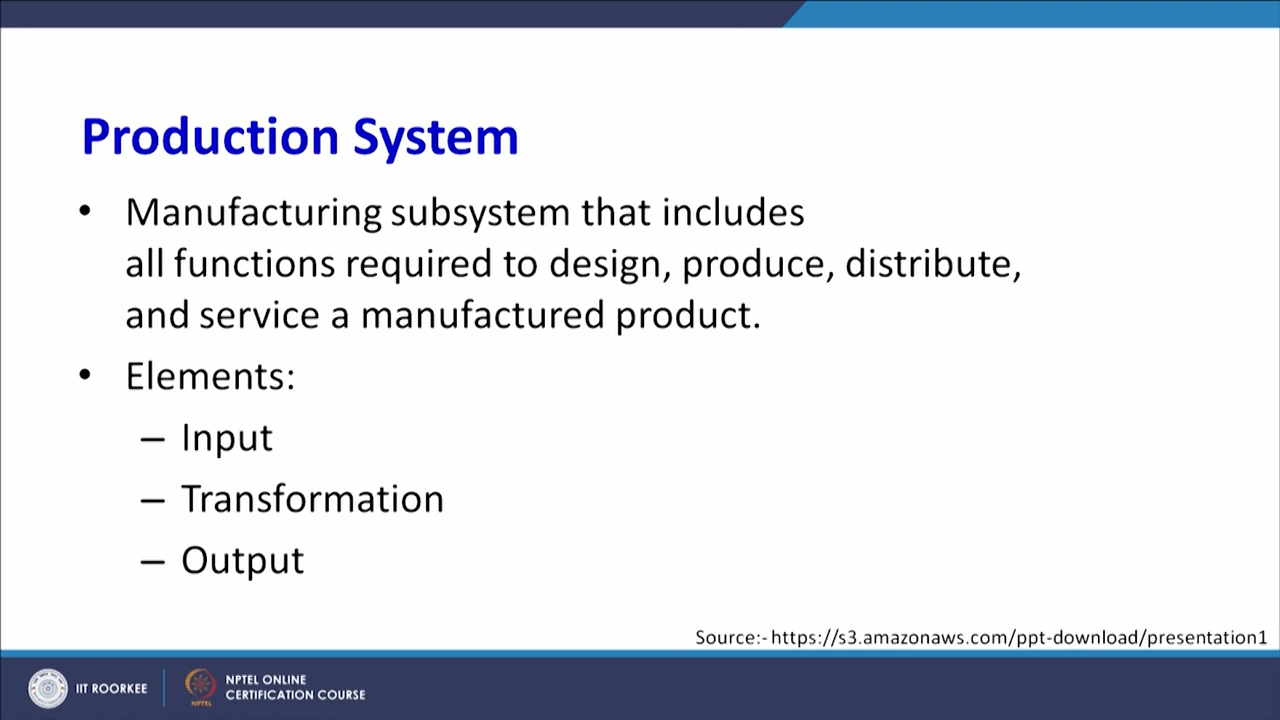 Production System
• Manufacturing subsystem that includes
all functions required to design, produce, distribute,
and service a manufactured product.
• Elements:
– Input
– Transformation
– Output
Source:- https://s3.amazonaws.com/ppt-download/presentation1
IIT ROORKEE
NPTEL
NPTEL ONLINE
CERTIFICATION COURSE